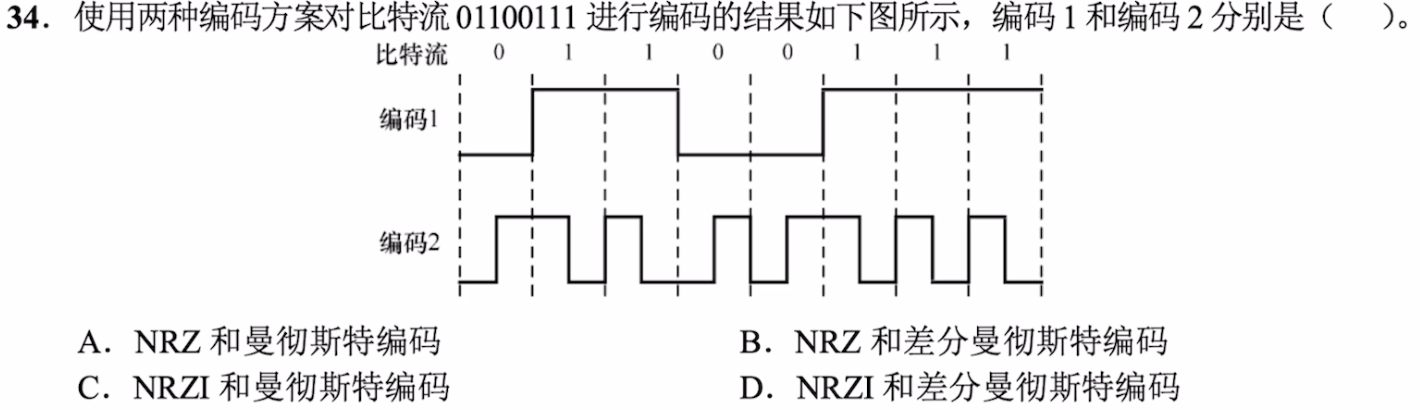 34．使用两种编码方案对比特流 01100111 进行编码的结果如下图所示，编码 1 和编码 2 分别是（　　）。
比特流 0 1 1 0 0 1 1 1
编码1
编码2
A．NRZ 和曼彻斯特编码 B．NRZ 和差分曼彻斯特编码
C．NRZI 和曼彻斯特编码 D．NRZI 和差分曼彻斯特编码